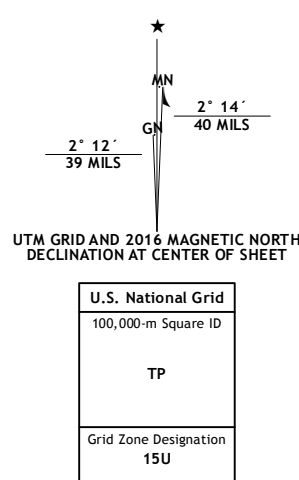 ★
MN
GN
2° 14´
40 MILS
2° 12´
39 MILS
UTM GRID AND 2016 MAGNETIC NORTH
DECLINATION AT CENTER OF SHEET
U.S. National Grid
100,000-m Square ID
TP
Grid Zone Designation
15U